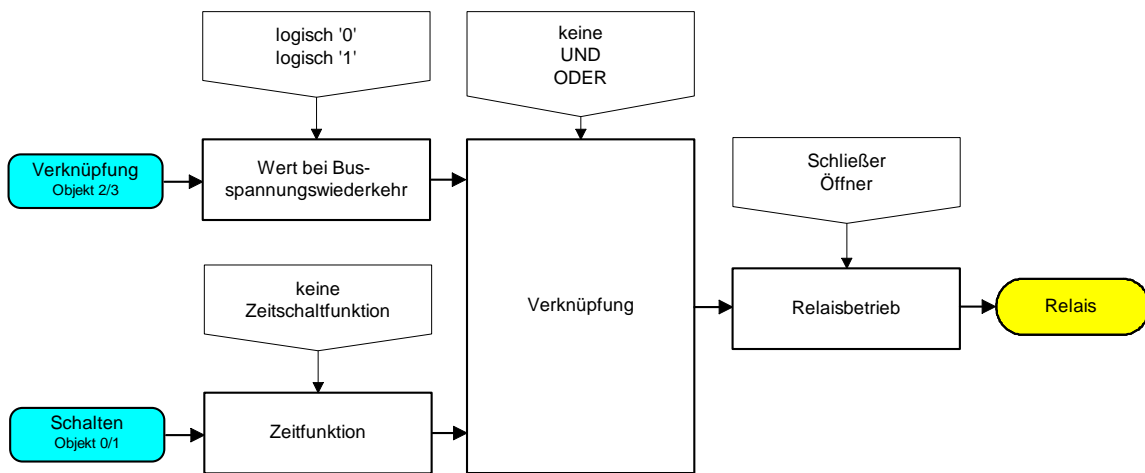 logisch '0'
logisch '1'
keine
UND
ODER
Verknüpfung
Objekt 2/3
Wert bei Bus-
spannungswiederkehr
Schließer
Öffner
keine
Zeitschaltfunktion
Verknüpfung
Relaisbetrieb
Relais
Schalten
Objekt 0/1
Zeitfunktion